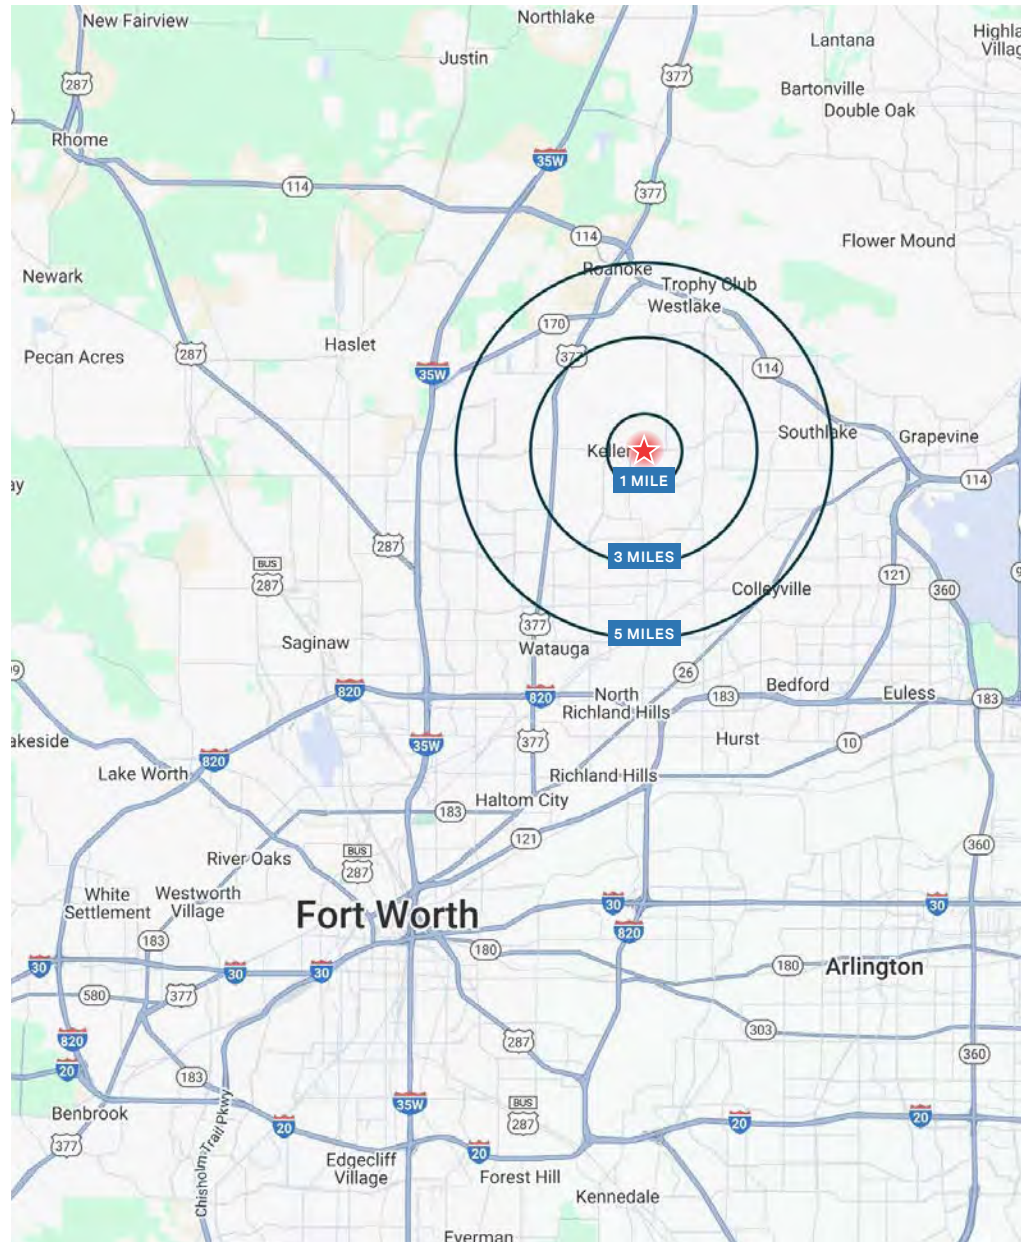 New Fairview
Northlake
Lantana
Highla
Villag
Justin
377
287
Bartonville
Double Oak
Rhome
35W
114
377
114
Flower Mound
Roanoke
Newark
Trophy Club
Westlake
170
Haslet
287
Pecan Acres
377
35W
114
Southlake
Grapevine
Keller
1 MILE
114
ay
287
3 MILES
BUS
287
121
360
9
Colleyville
377
5 MILES
Saginaw
Watauga
9
26
820
820
North
Richland Hills
183
Bedford
Euless
183
akeside
35W
377
Hurst
10
820
Lake Worth
Richland Hills
Haltom City
183
121
360
River Oaks
BUS
287
White
Settlement
Westworth
Village
30
30
Fort Worth
820
183
180
180
Arlington
30
30
30
580
377
303
820
287
360
20
183
35W
Benbrook
BUS
287
20
20
20
377
Chisholm Trail Pkwy
20
Edgecliff
Village
Forest Hill
Kennedale
Everman